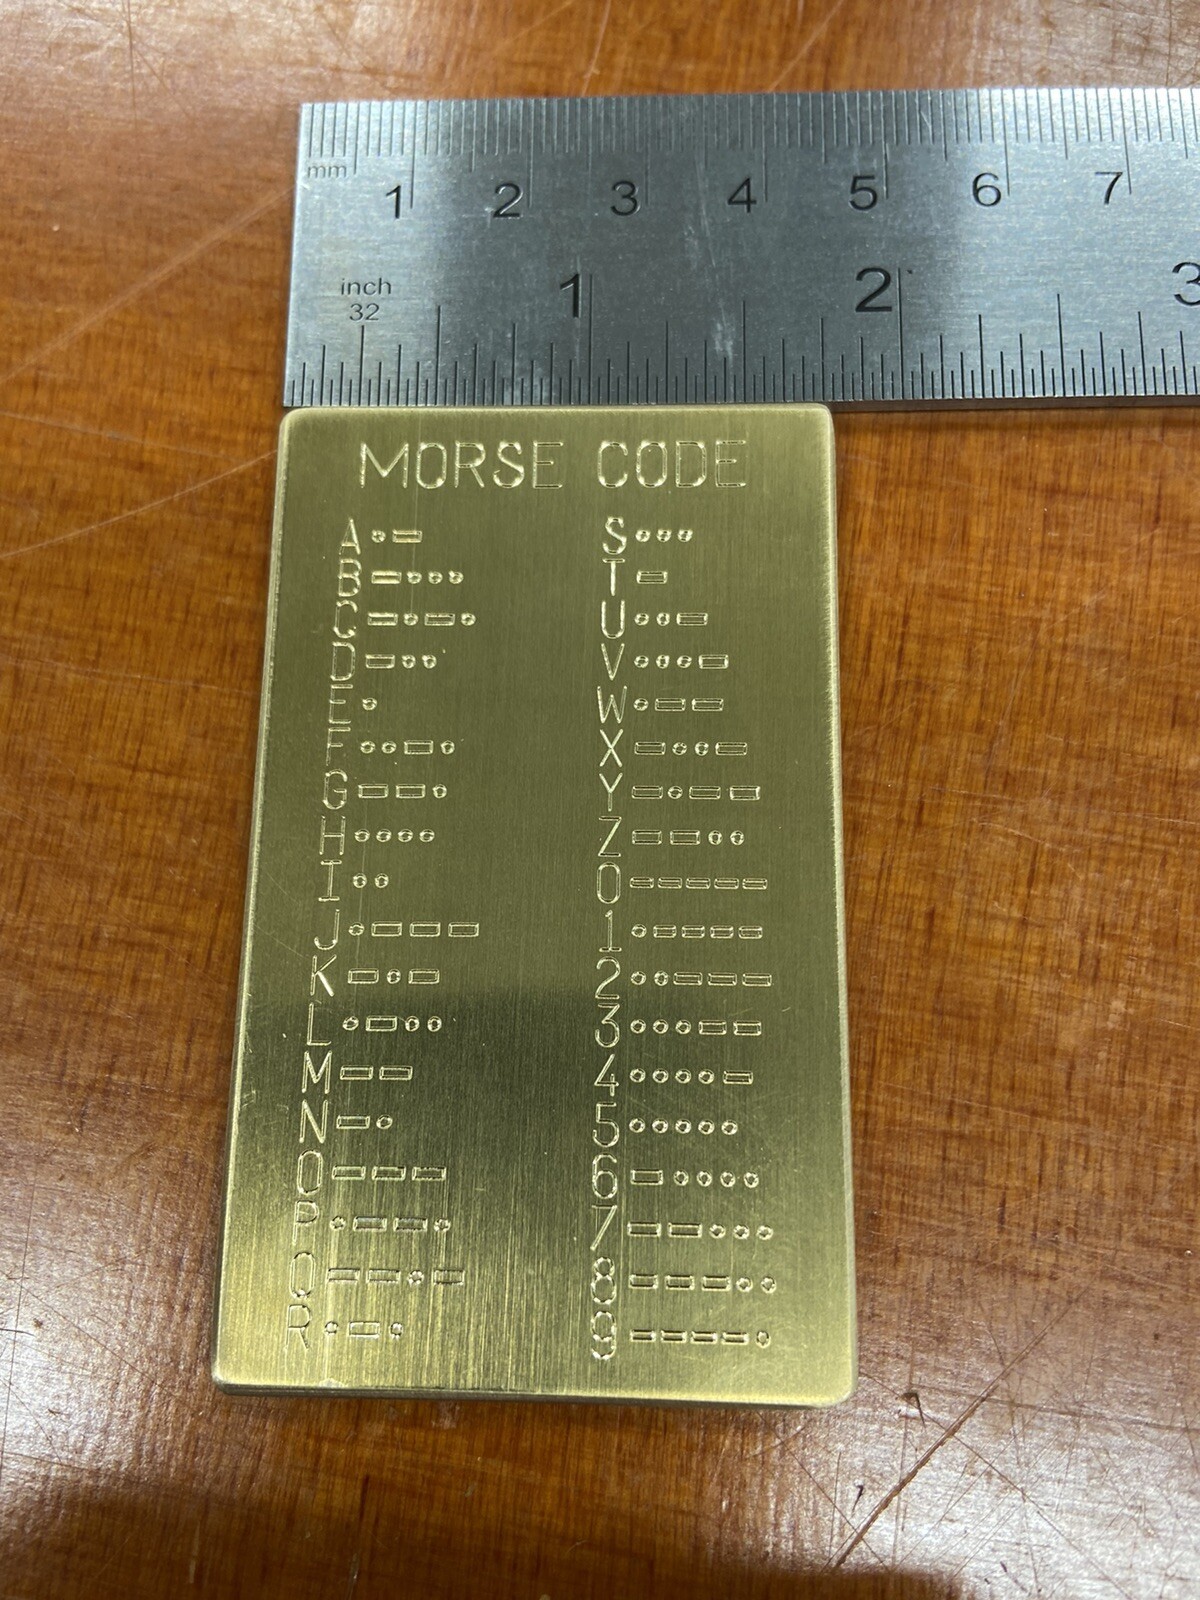 mm 1 2 3 4 5 6 7
inch 1 2 3
32
MORSE CODE
A •–
B –•••
C –•–•
D –••
E •
F ••–•
G ––•
H ••••
I ••
J •–––
K –•–
L •–••
M ––
N –•
O –––
P •––•
Q ––•–
R •–•
S •••
T –
U ••–
V •••–
W •––
X –••–
Y –•––
Z ––••
0 –––––
1 •––––
2 ••–––
3 •••––
4 ••••–
5 •••••
6 –••••
7 ––•••
8 –––••
9 ––––•